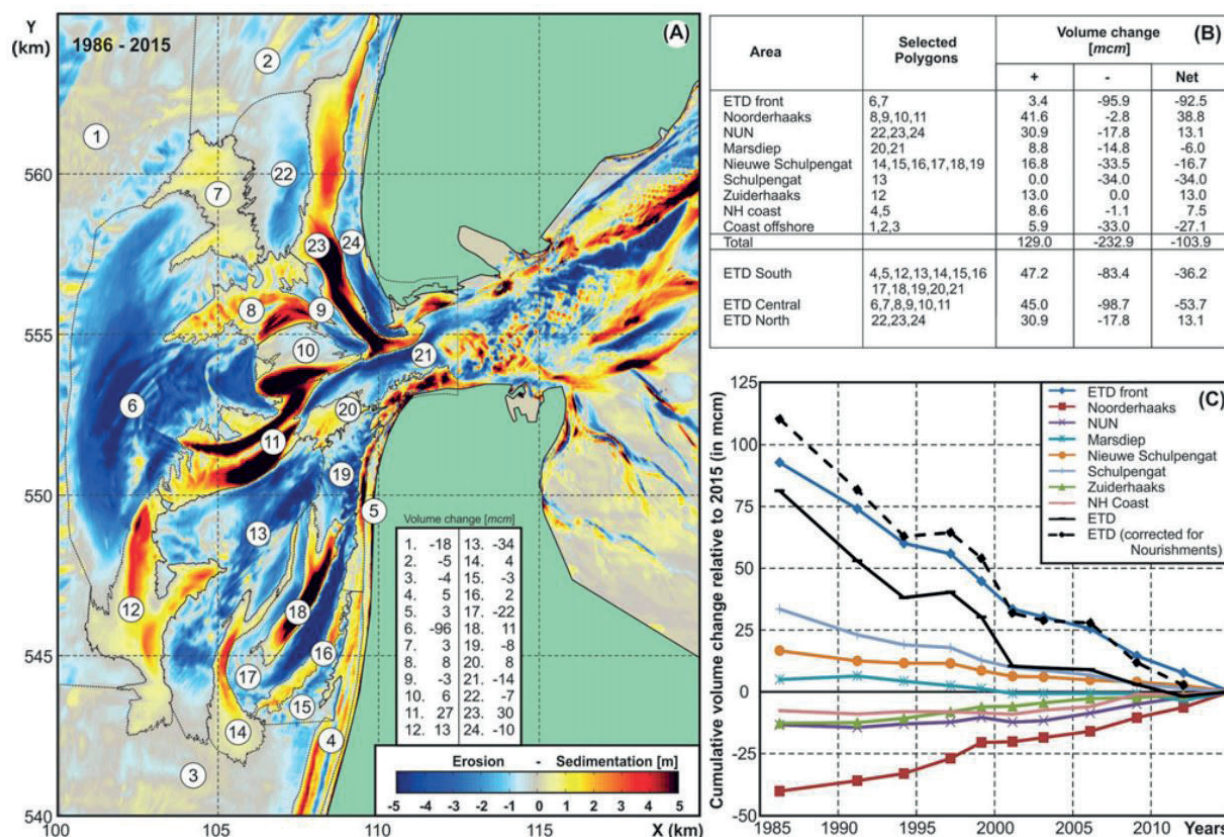 Y
(km)
1986 - 2015
(A)
2
1
560
7
22
23
24
8
9
555
10
21
6
20
11
19
550
5
13
12
18
16
545
17
15
14
4
3
540
100
105
110
115
X (km)
Volume change [mcm]
1. -18 13. -34
2. -5 14. 4
3. -4 15. -3
4. 5 16. 2
5. 3 17. -22
6. -96 18. 11
7. 3 19. -8
8. 8 20. 8
9. -3 21. -14
10. 6 22. -7
11. 27 23. 30
12. 13 24. -10
Erosion - Sedimentation [m]
-5 -4 -3 -2 -1 0 1 2 3 4 5
(B)
Area Selected Polygons Volume change [mcm]
+ - Net
ETD front 6,7 3.4 -95.9 -92.5
Noorderhaaks 8,9,10,11 41.6 -2.8 38.8
NUN 22,23,24 30.9 -17.8 13.1
Marsdiep 20,21 8.8 -14.8 -6.0
Nieuwe Schulpengat 14,15,16,17,18,19 16.8 -33.5 -16.7
Schulpengat 13 0.0 -34.0 -34.0
Zuiderhaaks 12 13.0 0.0 13.0
NH coast 4,5 8.6 -1.1 7.5
Coast offshore 1,2,3 5.9 -33.0 -27.1
Total 129.0 -232.9 -103.9
ETD South 4,5,12,13,14,15,16 47.2 -83.4 -36.2
17,18,19,20,21
ETD Central 6,7,8,9,10,11 45.0 -98.7 -53.7
ETD North 22,23,24 30.9 -17.8 13.1
(C)
Cumulative volume change relative to 2015 (in mcm)
125
100
75
50
25
0
-25
-50
ETD front
Noorderhaaks
NUN
Marsdiep
Nieuwe Schulpengat
Schulpengat
Zuiderhaaks
NH Coast
ETD
ETD (corrected for
Nourishments)
1985 1990 1995 2000 2005 2010 Years